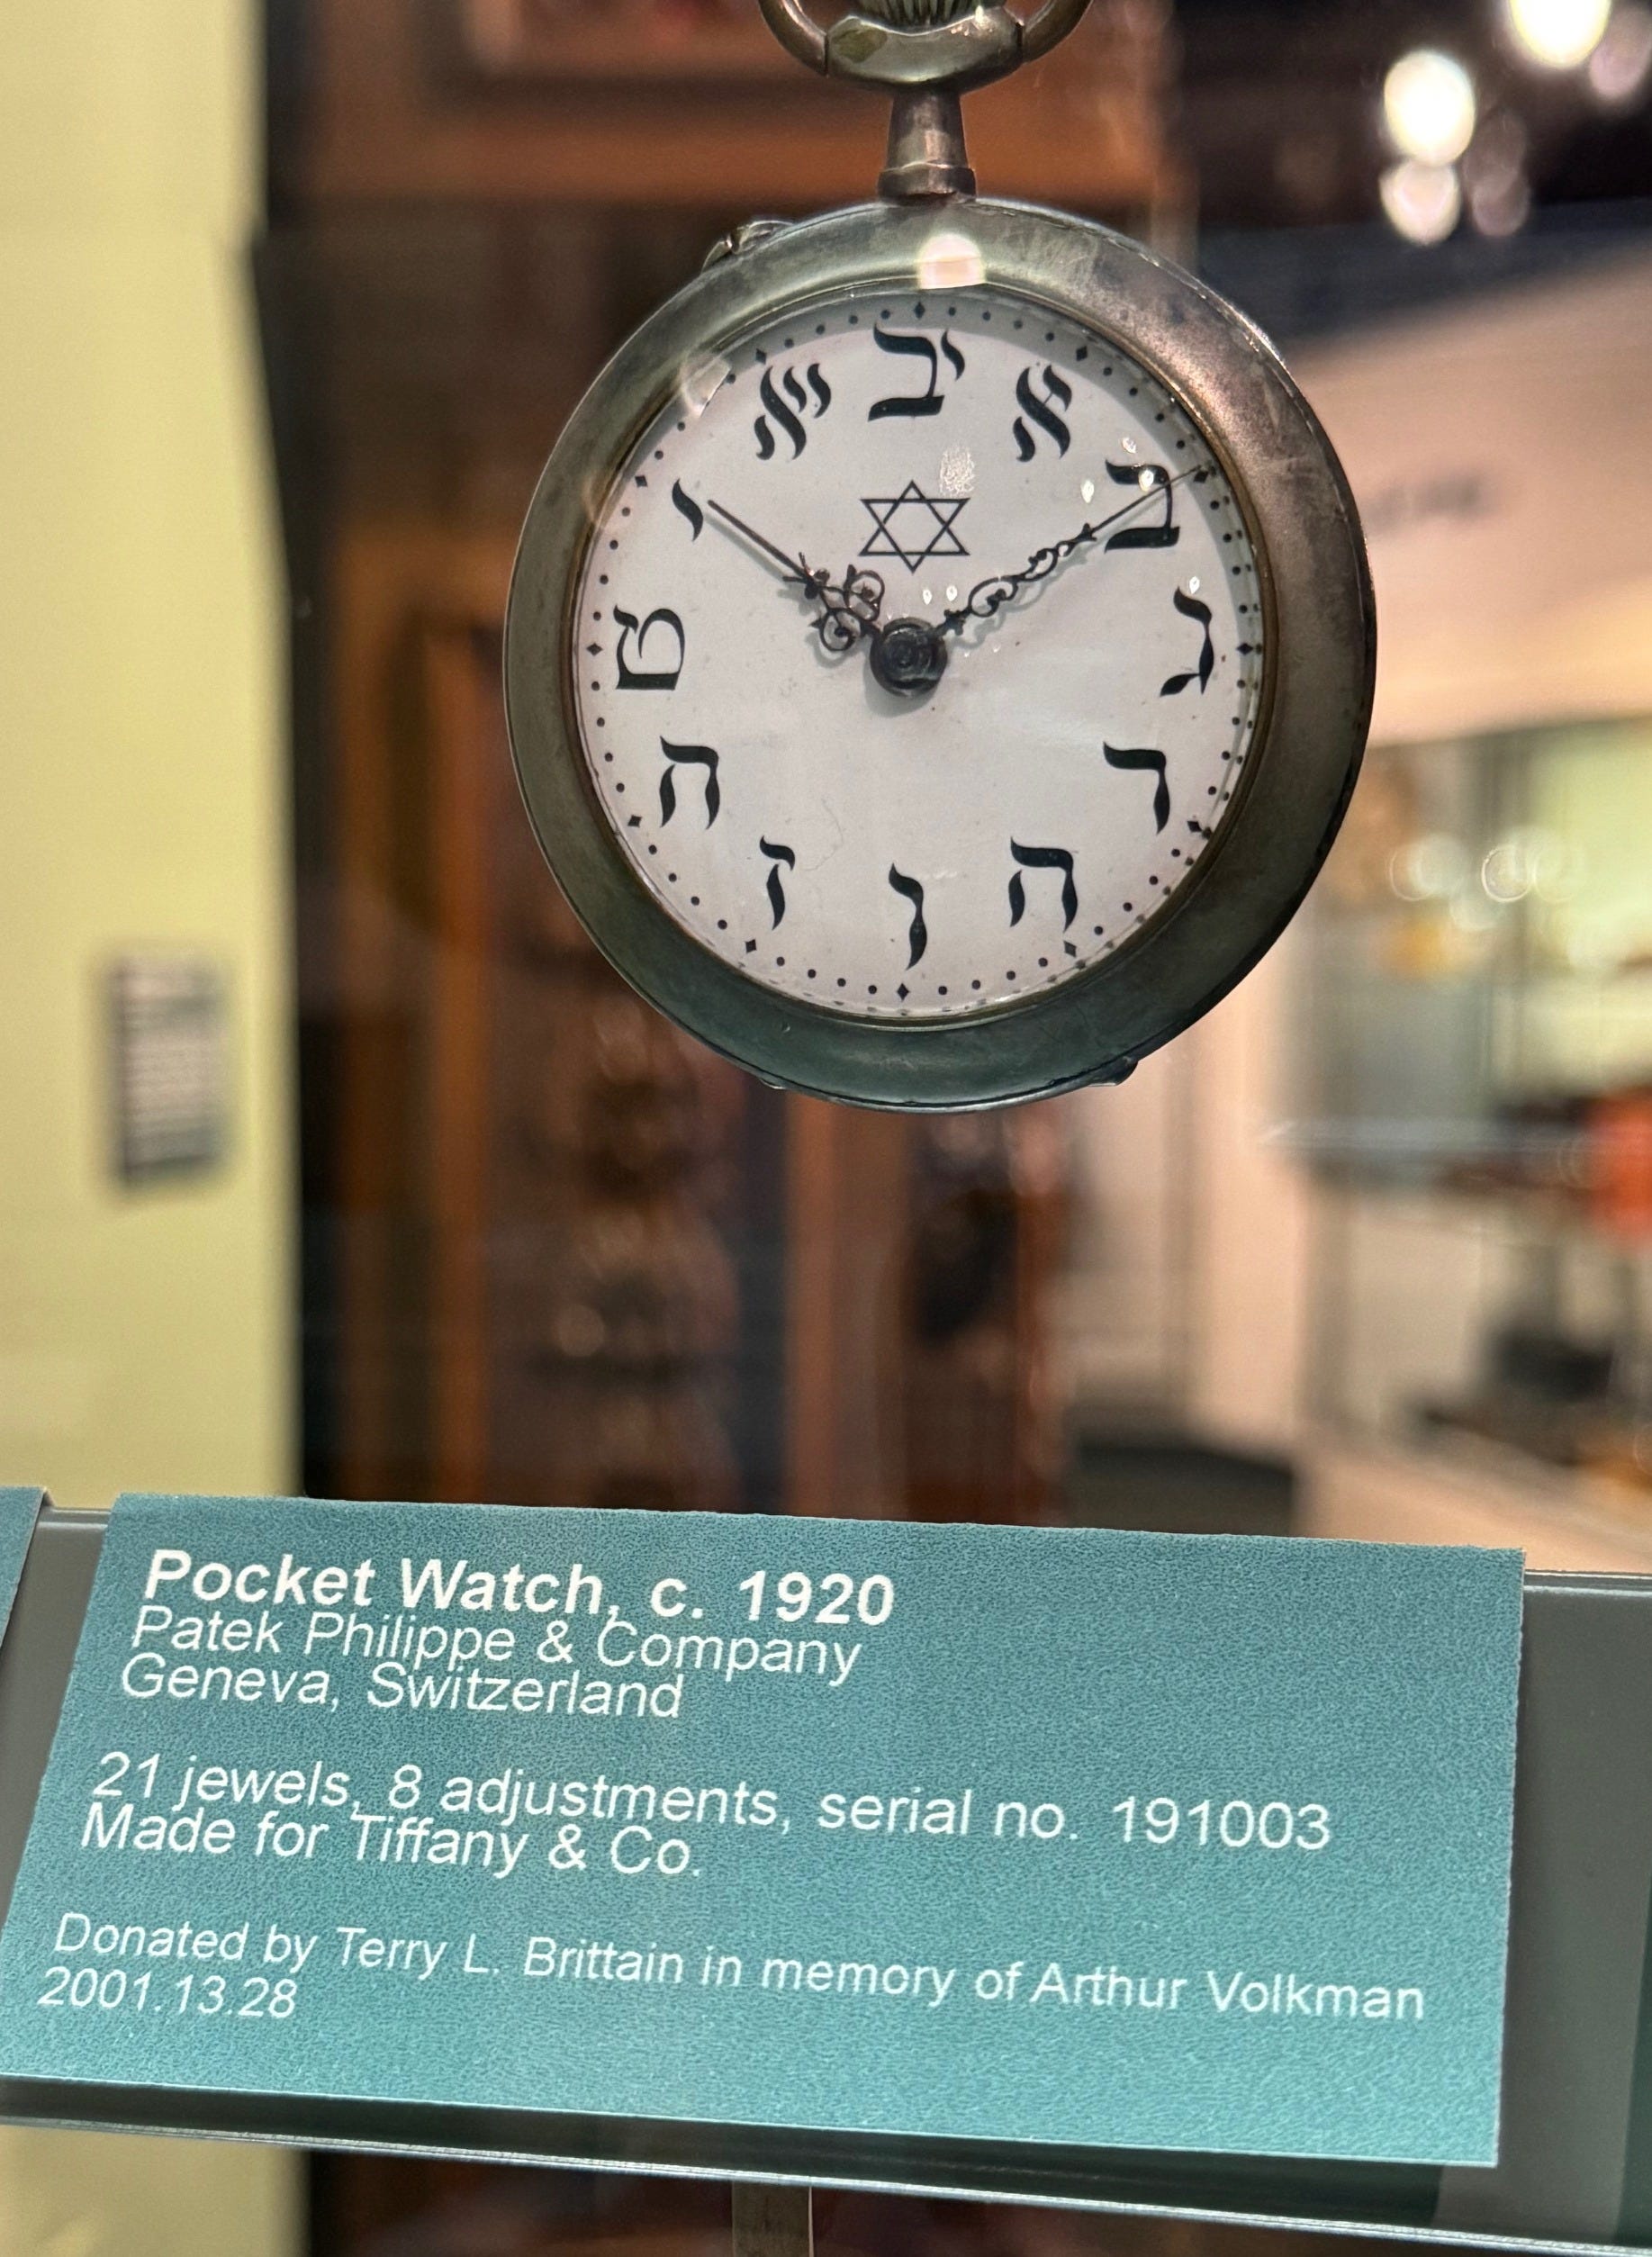 יב
א
ב
ג
ד
ה
ו
ז
ה
ט
י
יא
Pocket Watch, c. 1920
Patek Philippe & Company
Geneva, Switzerland
21 jewels, 8 adjustments, serial no. 191003
Made for Tiffany & Co.
Donated by Terry L. Brittain in memory of Arthur Volkman
2001.13.28